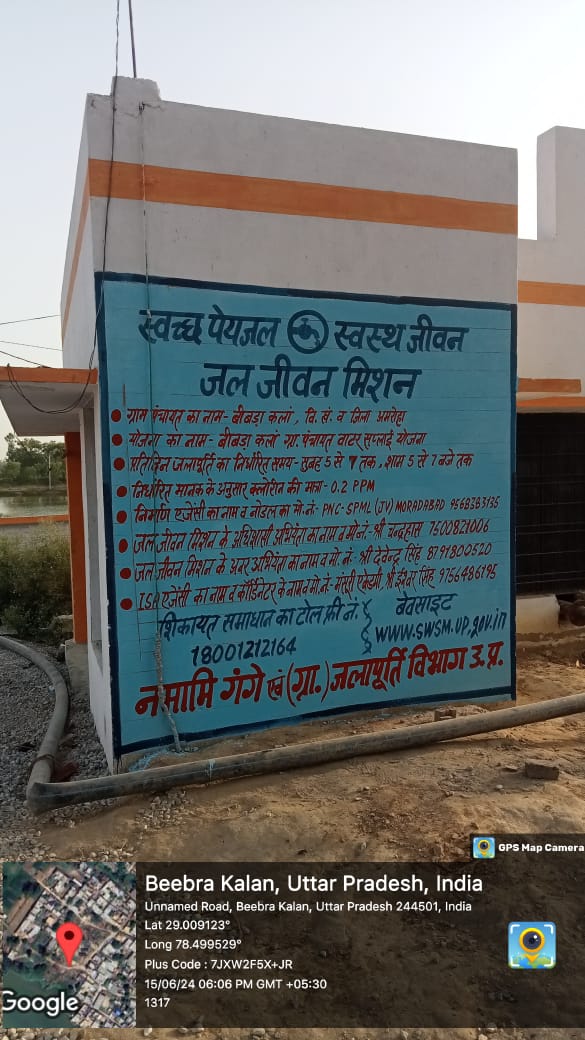 स्वच्छ पेयजल स्वस्थ जीवन
जल जीवन मिशन
ग्राम पंचायत का नाम - बीबड़ा कलां, वि. खं. व जिला अमरोहा
योजना का नाम - बीबड़ा कलां ग्रा. पंचायत वाटर सप्लाई योजना
प्रतिदिन जलापूर्ति का निर्धारित समय - सुबह 5 से 7 तक, शाम 5 से 7 बजे तक
निर्धारित मानक के अनुसार क्लोरीन की मात्रा - 0.2 PPM
निर्माण एजेंसी का नाम व नोडल का मो.नं:- PNC-SPML (JV) MORADABAD 9568383135
जल जीवन मिशन के अधिशासी अभियंता का नाम व मो.नं:- श्री चन्द्रहास 7500821006
जल जीवन मिशन के अवर अभियंता का नाम व मो. नं:- श्री देवेन्द्र सिंह 8791800520
ISA एजेंसी का नाम व कॉर्डिनेटर के नाम व मो.नं:- श्री ईश्वर सिंह 9756486195
शिकायत समाधान का टोल फ्री नं.
18001212164
वेबसाइट
www.swsm.up.gov.in
नमामि गंगे एवं (ग्रा.) जलापूर्ति विभाग उ.प्र.
GPS Map Camera
Beebra Kalan, Uttar Pradesh, India
Unnamed Road, Beebra Kalan, Uttar Pradesh 244501, India
Lat 29.009123°
Long 78.499529°
Plus Code : 7JXW2F5X+JR
15/06/24 06:06 PM GMT +05:30
1317
Google